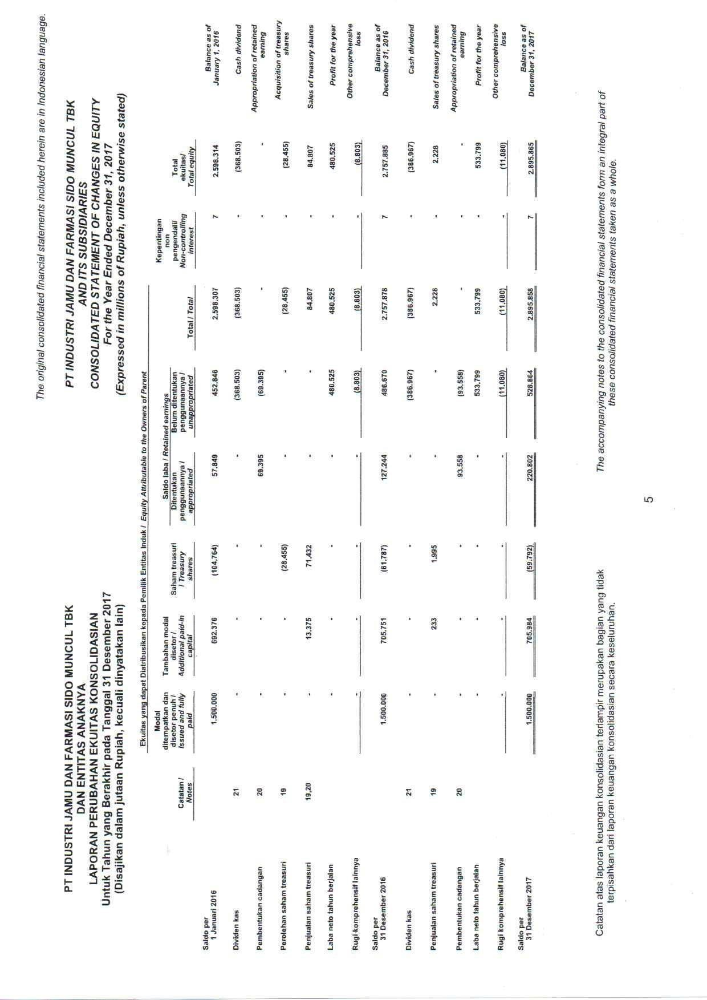 The original consolidated financial statements included herein are in Indonesian language.
PT INDUSTRI JAMU DAN FARMASI SIDO MUNCUL TBK
DAN ENTITAS ANAKNYA
LAPORAN PERUBAHAN EKUITAS KONSOLIDASIAN
Untuk Tahun yang Berakhir pada Tanggal 31 Desember 2017
(Disajikan dalam jutaan Rupiah, kecuali dinyatakan lain)
PT INDUSTRI JAMU DAN FARMASI SIDO MUNCUL TBK
AND ITS SUBSIDIARIES
CONSOLIDATED STATEMENT OF CHANGES IN EQUITY
For the Year Ended December 31, 2017
(Expressed in millions of Rupiah, unless otherwise stated)
Ekuitas yang dapat Diatribusikan kepada Pemilik Entitas Induk / Equity Attributable to the Owners of Parent
Catatan /
Notes
Modal
ditempatkan dan
disetor penuh /
Issued and fully
paid
Tambahan modal
disetor /
Additional paid-in
capital
Saham treasuri
/ Treasury
shares
Saldo laba / Retained earnings
Ditentukan
penggunaannya /
appropriated
Belum ditentukan
penggunaannya /
unappropriated
Total / Total
Kepentingan
non
pengendali/
Non-controlling
interest
Total
ekuitas/
Total equity
Saldo per
1 Januari 2016 1.500.000 692.376 (104.764) 57.849 452.846 2.598.307 7 2.598.314 Balance as of
January 1, 2016
Dividen kas 21 - - - - (368.503) (368.503) - (368.503) Cash dividend
Pembentukan cadangan 20 - - - 69.395 (69.395) - - - Appropriation of retained
earning
Perolehan saham treasuri 19 - - (28.455) - - (28.455) - (28.455) Acquisition of treasury
shares
Penjualan saham treasuri 19,20 - 13.375 71.432 - - 84.807 - 84.807 Sales of treasury shares
Laba neto tahun berjalan - - - - 480.525 480.525 - 480.525 Profit for the year
Rugi komprehensif lainnya - - - - (8.803) (8.803) - (8.803) Other comprehensive
loss
Saldo per
31 Desember 2016 1.500.000 705.751 (61.787) 127.244 486.670 2.757.878 7 2.757.885 Balance as of
December 31, 2016
Dividen kas 21 - - - - (386.967) (386.967) - (386.967) Cash dividend
Penjualan saham treasuri 19 - 233 1.995 - - 2.228 - 2.228 Sales of treasury shares
Pembentukan cadangan 20 - - - 93.558 (93.558) - - - Appropriation of retained
earning
Laba neto tahun berjalan - - - - 533.799 533.799 - 533.799 Profit for the year
Rugi komprehensif lainnya - - - - (11.080) (11.080) - (11.080) Other comprehensive
loss
Saldo per
31 Desember 2017 1.500.000 705.984 (59.792) 220.802 528.864 2.895.858 7 2.895.865 Balance as of
December 31, 2017
Catatan atas laporan keuangan konsolidasian terlampir merupakan bagian yang tidak
terpisahkan dari laporan keuangan konsolidasian secara keseluruhan.
The accompanying notes to the consolidated financial statements form an integral part of
these consolidated financial statements taken as a whole.
5